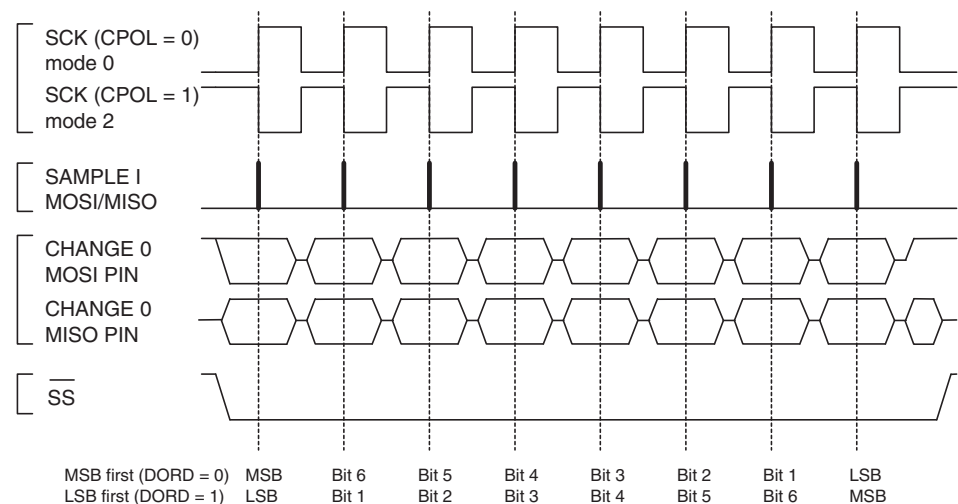 SCK (CPOL = 0)
mode 0
SCK (CPOL = 1)
mode 2
SAMPLE I
MOSI/MISO
CHANGE 0
MOSI PIN
CHANGE 0
MISO PIN
SS
MSB first (DORD = 0) MSB Bit 6 Bit 5 Bit 4 Bit 3 Bit 2 Bit 1 LSB
LSB first (DORD = 1) LSB Bit 1 Bit 2 Bit 3 Bit 4 Bit 5 Bit 6 MSB